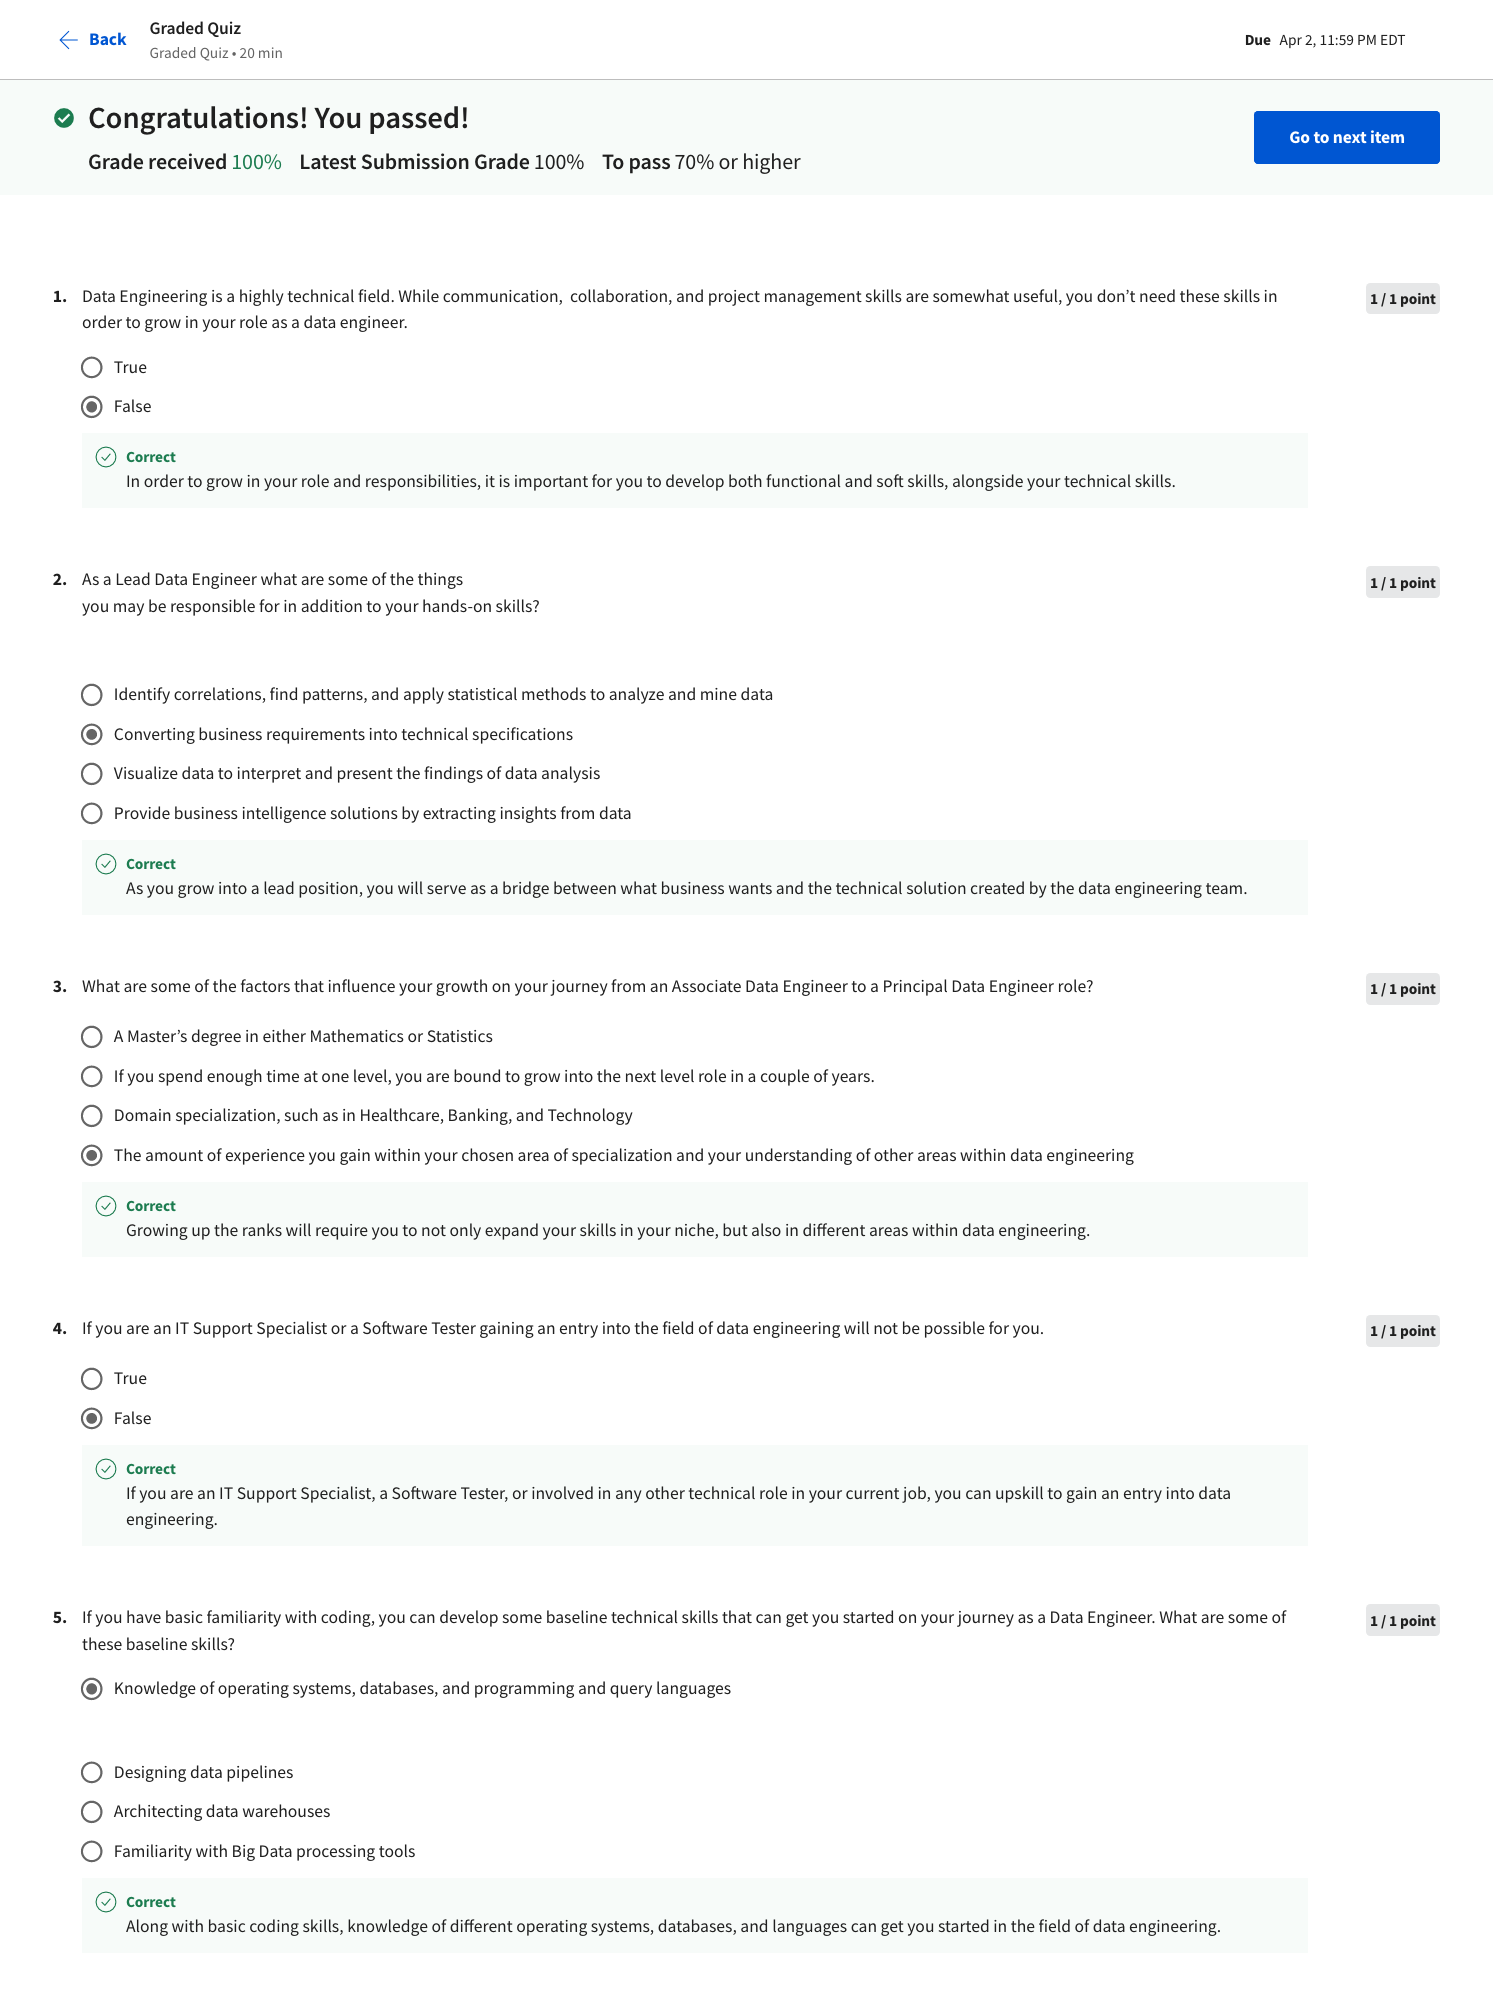 Back
Graded Quiz
Graded Quiz • 20 min
Due Apr 2, 11:59 PM EDT
Congratulations! You passed!
Grade received 100% Latest Submission Grade 100% To pass 70% or higher
Go to next item
1. Data Engineering is a highly technical field. While communication,  collaboration, and project management skills are somewhat useful, you don’t need these skills in
order to grow in your role as a data engineer.
1 / 1 point
True
False
Correct
In order to grow in your role and responsibilities, it is important for you to develop both functional and soft skills, alongside your technical skills.
2. As a Lead Data Engineer what are some of the things
you may be responsible for in addition to your hands-on skills?
1 / 1 point
Identify correlations, find patterns, and apply statistical methods to analyze and mine data
Converting business requirements into technical specifications
Visualize data to interpret and present the findings of data analysis
Provide business intelligence solutions by extracting insights from data
Correct
As you grow into a lead position, you will serve as a bridge between what business wants and the technical solution created by the data engineering team.
3. What are some of the factors that influence your growth on your journey from an Associate Data Engineer to a Principal Data Engineer role?
1 / 1 point
A Master’s degree in either Mathematics or Statistics
If you spend enough time at one level, you are bound to grow into the next level role in a couple of years.
Domain specialization, such as in Healthcare, Banking, and Technology
The amount of experience you gain within your chosen area of specialization and your understanding of other areas within data engineering
Correct
Growing up the ranks will require you to not only expand your skills in your niche, but also in different areas within data engineering.
4. If you are an IT Support Specialist or a Software Tester gaining an entry into the field of data engineering will not be possible for you.
1 / 1 point
True
False
Correct
If you are an IT Support Specialist, a Software Tester, or involved in any other technical role in your current job, you can upskill to gain an entry into data
engineering.
5. If you have basic familiarity with coding, you can develop some baseline technical skills that can get you started on your journey as a Data Engineer. What are some of
these baseline skills?
1 / 1 point
Knowledge of operating systems, databases, and programming and query languages
Designing data pipelines
Architecting data warehouses
Familiarity with Big Data processing tools
Correct
Along with basic coding skills, knowledge of different operating systems, databases, and languages can get you started in the field of data engineering.